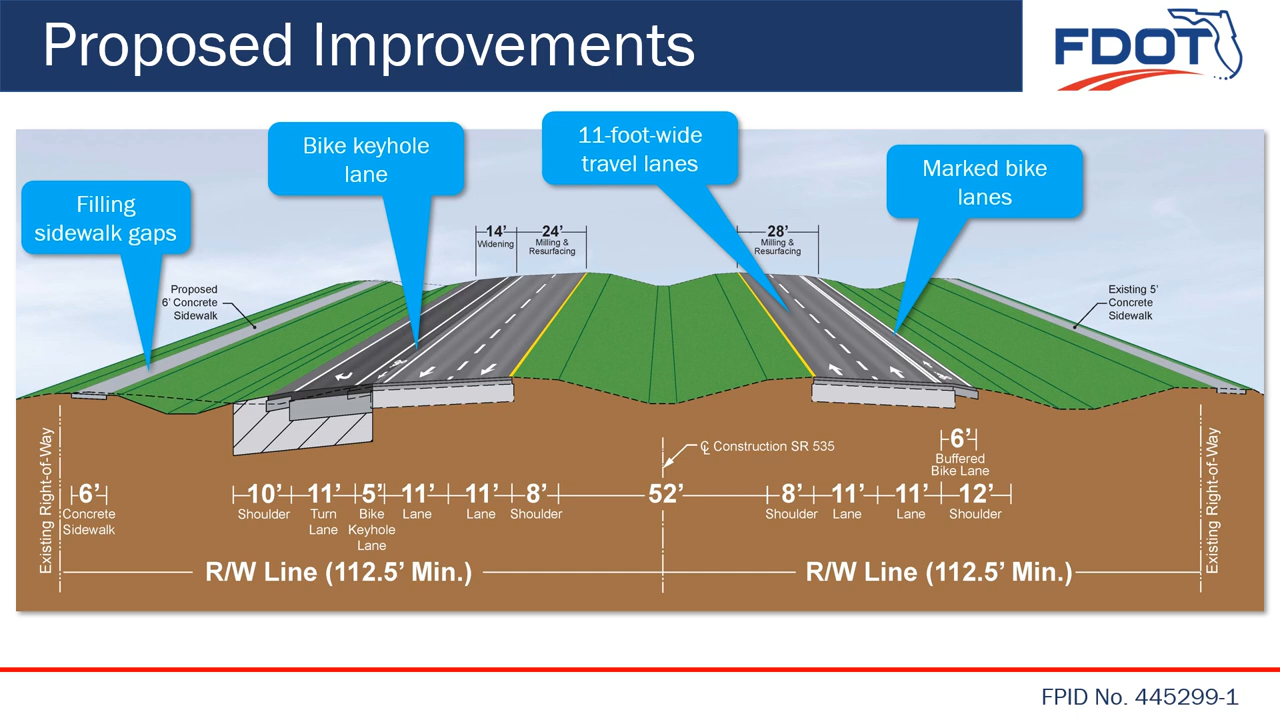 Proposed Improvements
FDOT
Filling
sidewalk gaps
Bike keyhole
lane
11-foot-wide
travel lanes
Marked bike
lanes
14’
Widening
24’
Milling &
Resurfacing
28’
Milling &
Resurfacing
Proposed
6’ Concrete
Sidewalk
Existing 5’
Concrete
Sidewalk
Existing Right-of-Way
Existing Right-of-Way
℄ Construction SR 535
6’
Buffered
Bike Lane
6’
Concrete
Sidewalk
10’
Shoulder
11’
Turn
Lane
5’
Bike
Keyhole
Lane
11’
Lane
11’
Lane
8’
Shoulder
52’
8’
Shoulder
11’
Lane
11’
Lane
12’
Shoulder
R/W Line (112.5’ Min.)
R/W Line (112.5’ Min.)
FPID No. 445299-1